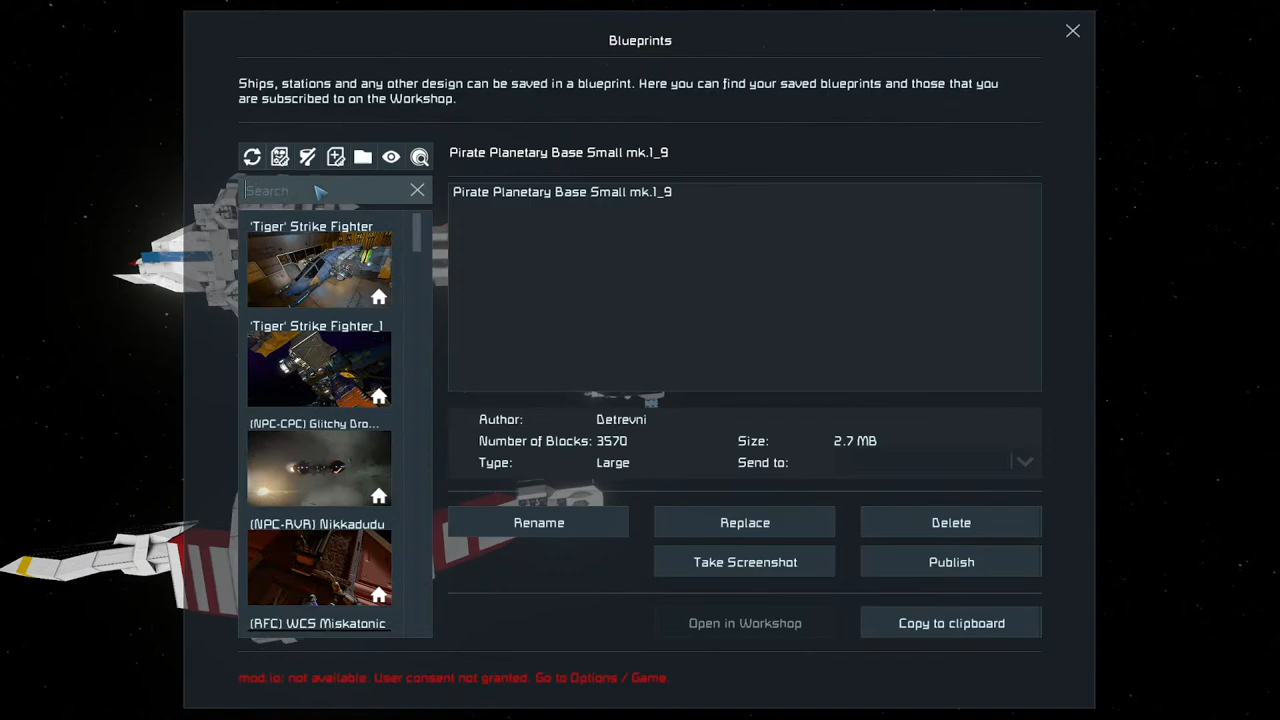 Blueprints
Ships, stations and any other design can be saved in a blueprint. Here you can find your saved blueprints and those that you
are subscribed to on the Workshop.
Pirate Planetary Base Small mk.1_9
Search
Pirate Planetary Base Small mk.1_9
'Tiger' Strike Fighter
'Tiger' Strike Fighter_1
(NPC-CPC) Glitchy Dro...
(NPC-RVR) Nikkadudu
(RFC) WCS Miskatonic
Author: Detrevni
Number of Blocks: 3570 Size: 2.7 MB
Type: Large Send to:
Rename Replace Delete
Take Screenshot Publish
Open in Workshop Copy to clipboard
mod.io: not available. User consent not granted. Go to Options / Game.